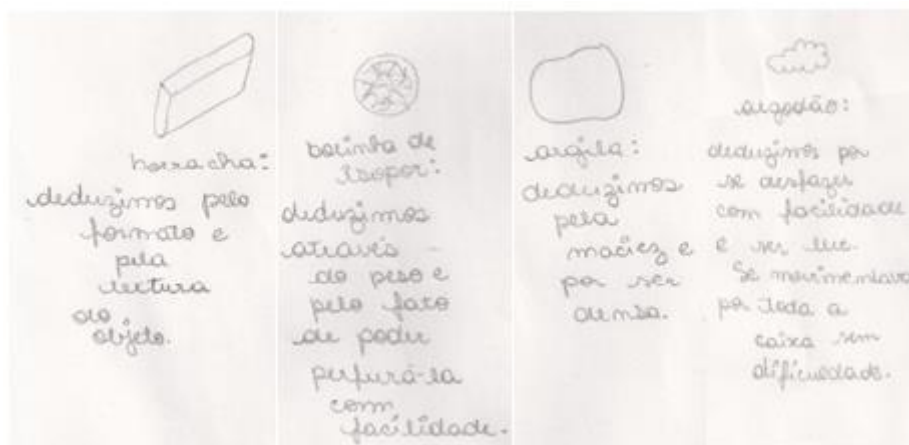 borracha:
deduzimos pelo
formato e
pela
textura
do
objeto.
bolinha de
isopor:
deduzimos
através
do peso e
pelo fato
de poder
perfurá-la
com
facilidade.
argila:
deduzimos
pela
maciez e
por ser
densa.
algodão:
deduzimos por
se desfazer
com facilidade
e ser leve.
Se movimentava
por toda a
caixa sem
dificuldade.